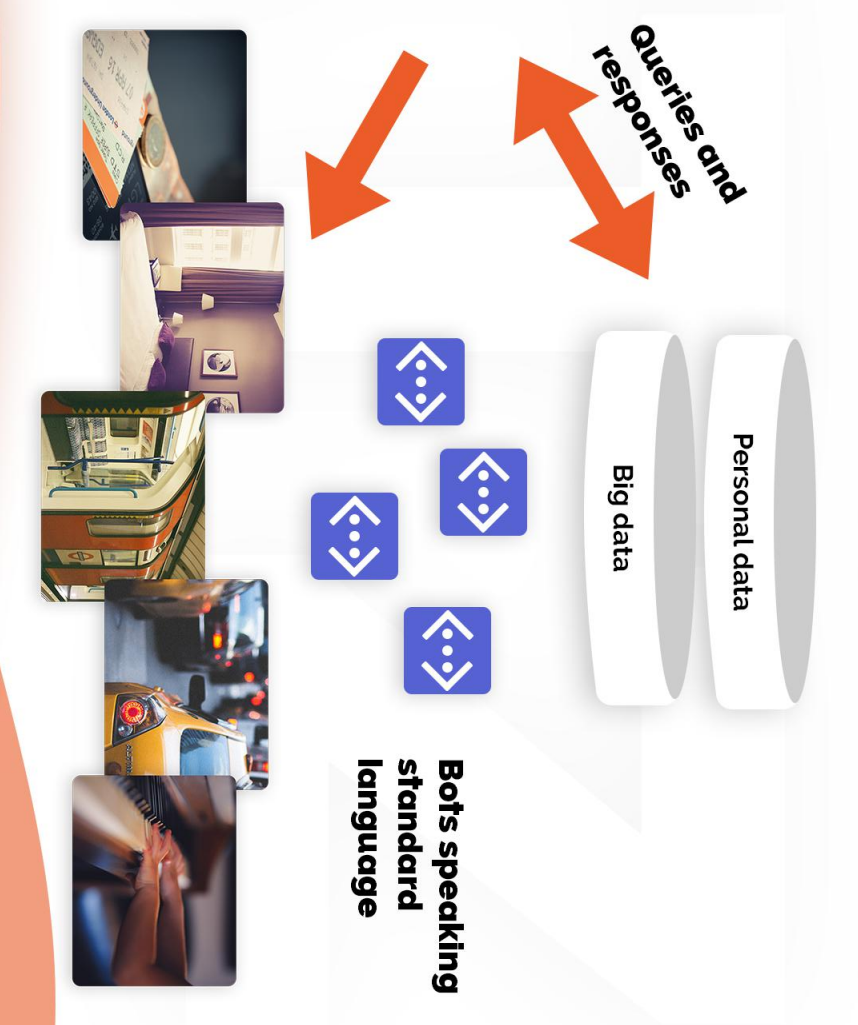 Queries and
responses
Personal data
Big data
Bots speaking
standard
language